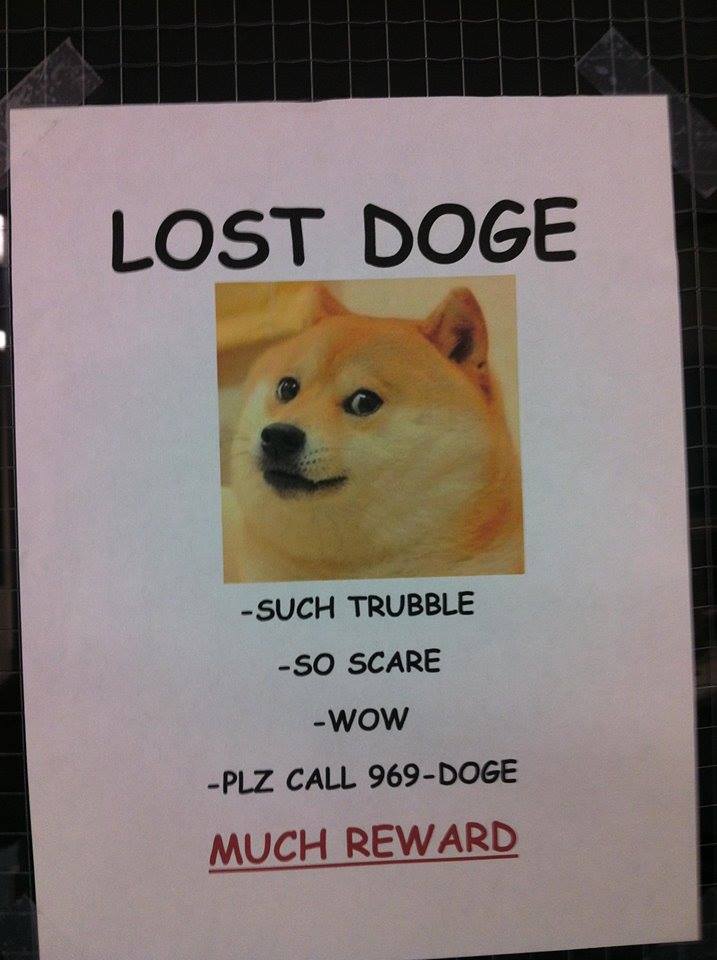 LOST DOGE
-SUCH TRUBBLE
-SO SCARE
-WOW
-PLZ CALL 969-DOGE
MUCH REWARD